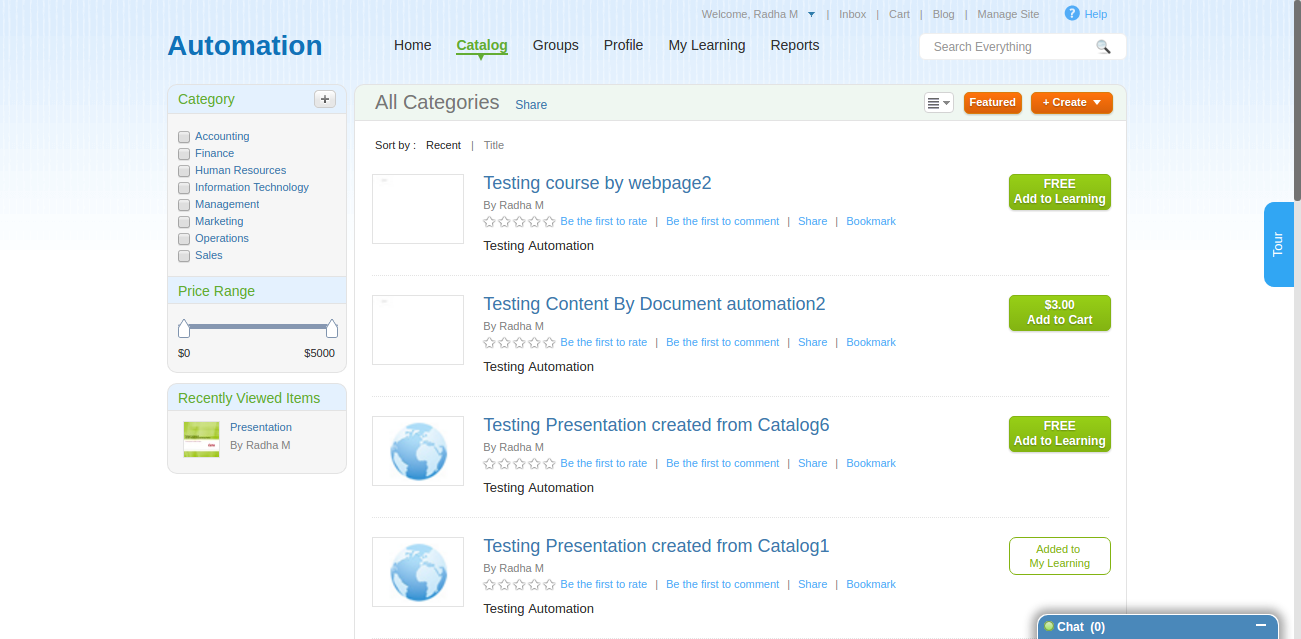 Welcome, Radha M | Inbox | Cart | Blog | Manage Site ? Help
Automation
Home Catalog Groups Profile My Learning Reports
Search Everything
Category +
Accounting
Finance
Human Resources
Information Technology
Management
Marketing
Operations
Sales
Price Range
$0 $5000
Recently Viewed Items
Presentation
By Radha M
All Categories Share
Featured
+ Create
Sort by : Recent | Title
Testing course by webpage2
By Radha M
Be the first to rate | Be the first to comment | Share | Bookmark
Testing Automation
FREE
Add to Learning
Testing Content By Document automation2
By Radha M
Be the first to rate | Be the first to comment | Share | Bookmark
Testing Automation
$3.00
Add to Cart
Testing Presentation created from Catalog6
By Radha M
Be the first to rate | Be the first to comment | Share | Bookmark
Testing Automation
FREE
Add to Learning
Testing Presentation created from Catalog1
By Radha M
Be the first to rate | Be the first to comment | Share | Bookmark
Testing Automation
Added to
My Learning
Tour
Chat (0)